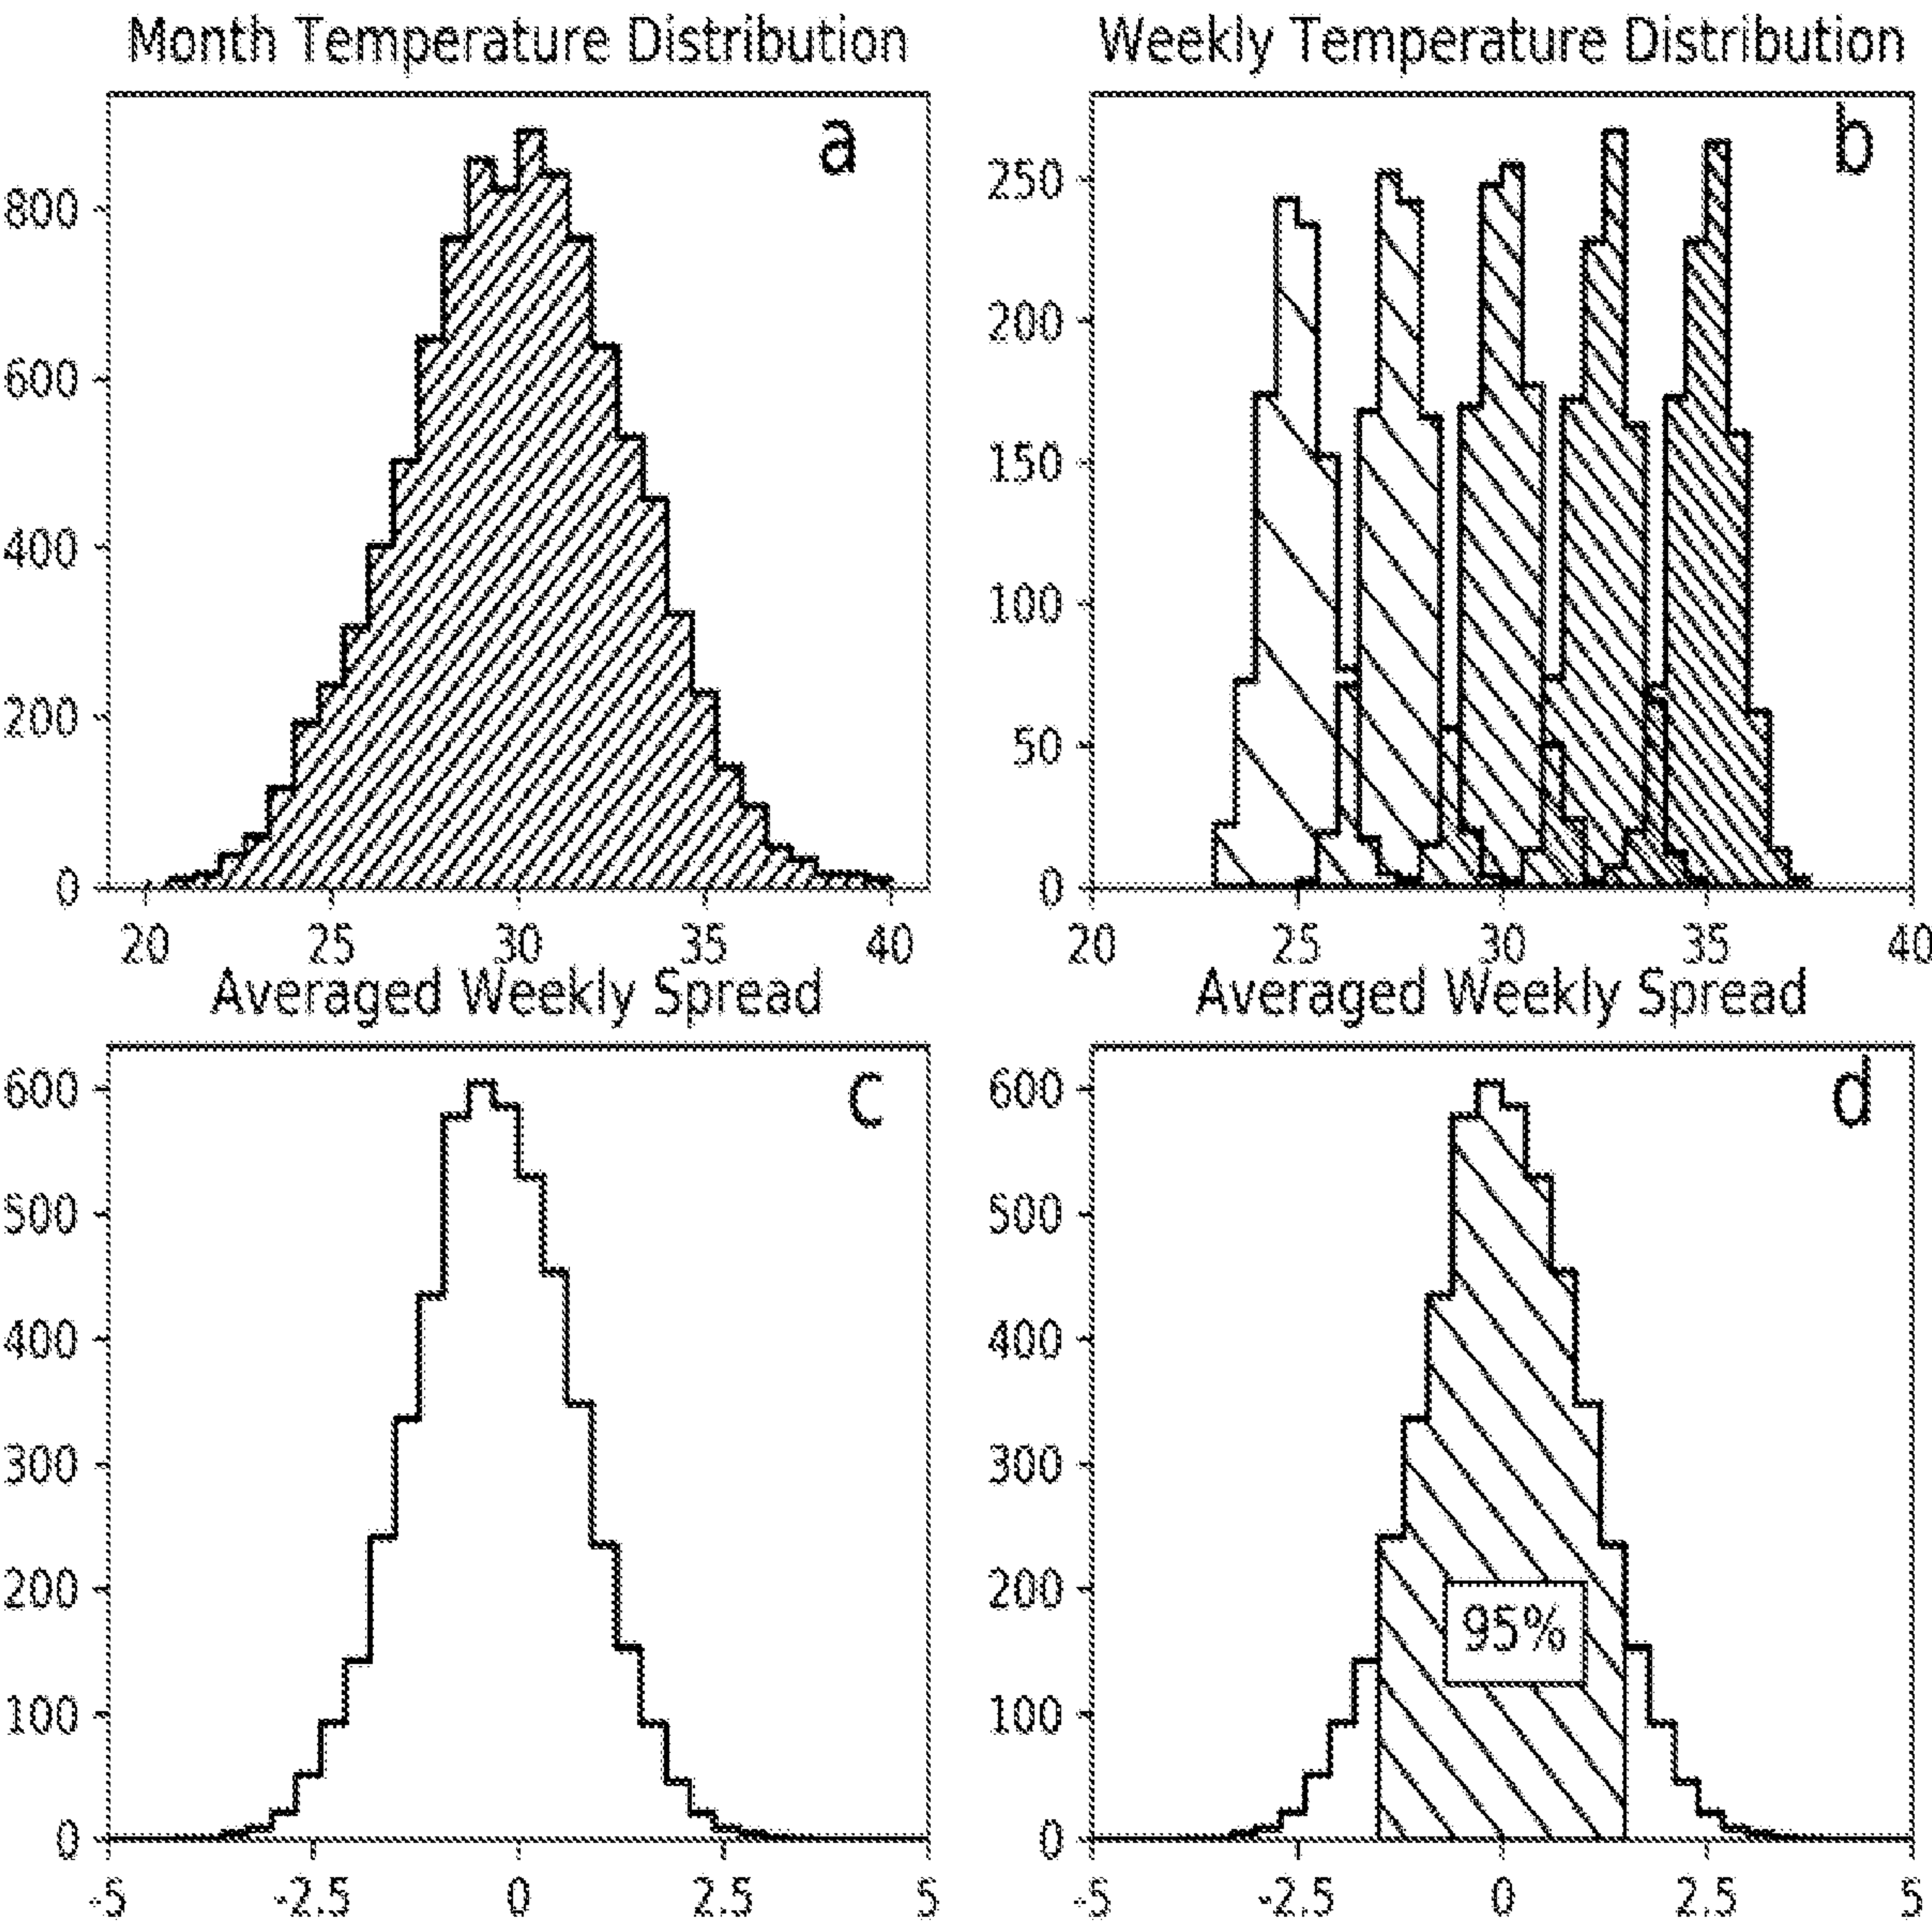 Month Temperature Distribution
a
800
600
400
200
0
20 25 30 35 40
Weekly Temperature Distribution
b
250
200
150
100
50
0
20 25 30 35 40
Averaged Weekly Spread
c
600
500
400
300
200
100
0
-5 -2.5 0 2.5 5
Averaged Weekly Spread
d
600
500
400
300
200
100
0
95%
-5 -2.5 0 2.5 5